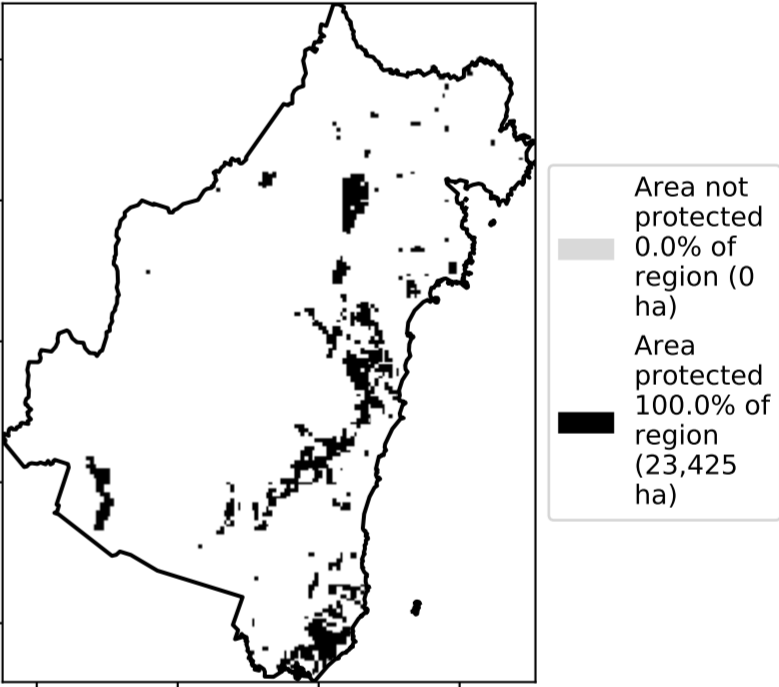 Area not
protected
0.0% of
region (0
ha)
Area
protected
100.0% of
region
(23,425
ha)